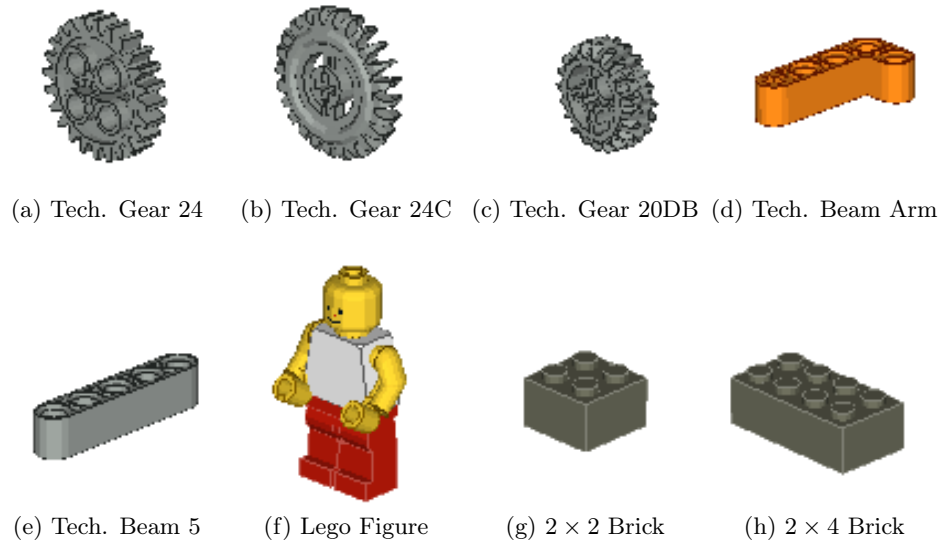 (a) Tech. Gear 24 (b) Tech. Gear 24C (c) Tech. Gear 20DB (d) Tech. Beam Arm
(e) Tech. Beam 5 (f) Lego Figure (g) 2 × 2 Brick (h) 2 × 4 Brick